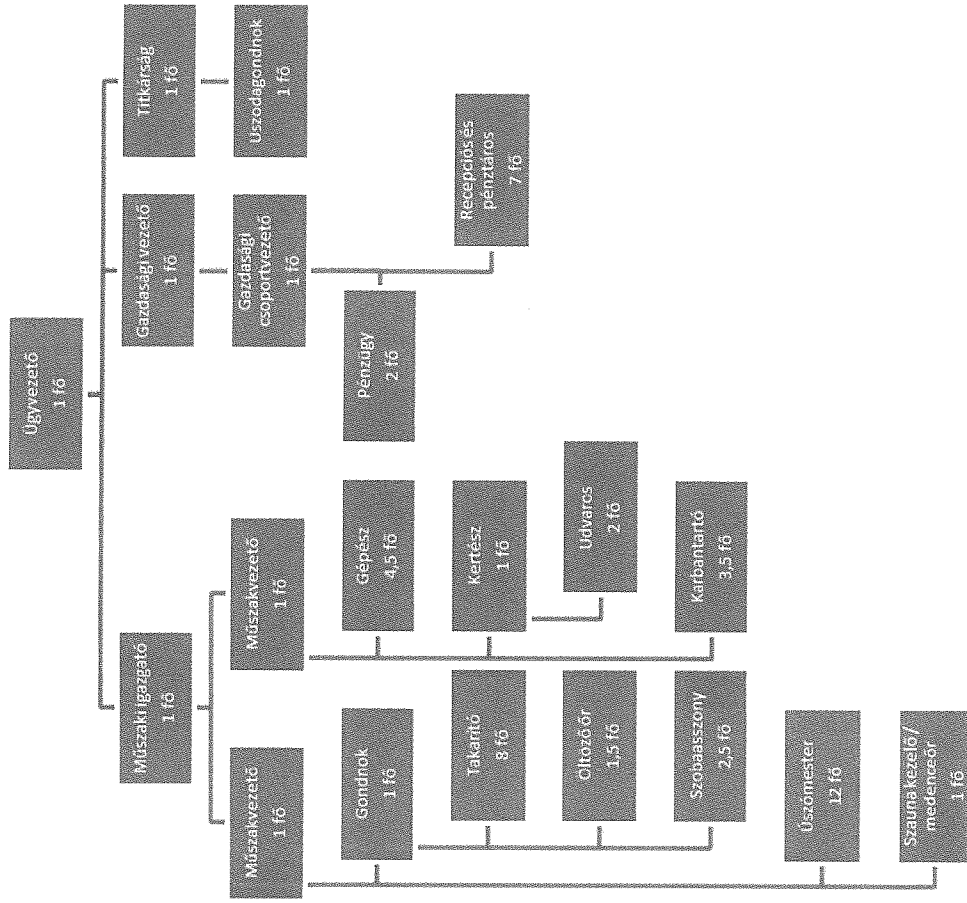 Ügyvezető
1 fő
Műszaki igazgató
1 fő
Gazdasági vezető
1 fő
Titkárság
1 fő
Műszakvezető
1 fő
Műszakvezető
1 fő
Gazdasági
csoportvezető
1 fő
Uszodagondnok
1 fő
Gondnok
1 fő
Gépész
4,5 fő
Pénzügy
2 fő
Takarító
8 fő
Kertész
1 fő
Recepciós és
pénztáros
7 fő
Öltöző őr
1,5 fő
Udvaros
2 fő
Szobaasszony
2,5 fő
Karbantartó
3,5 fő
Úszómester
12 fő
Szauna kezelő /
medenceőr
1 fő